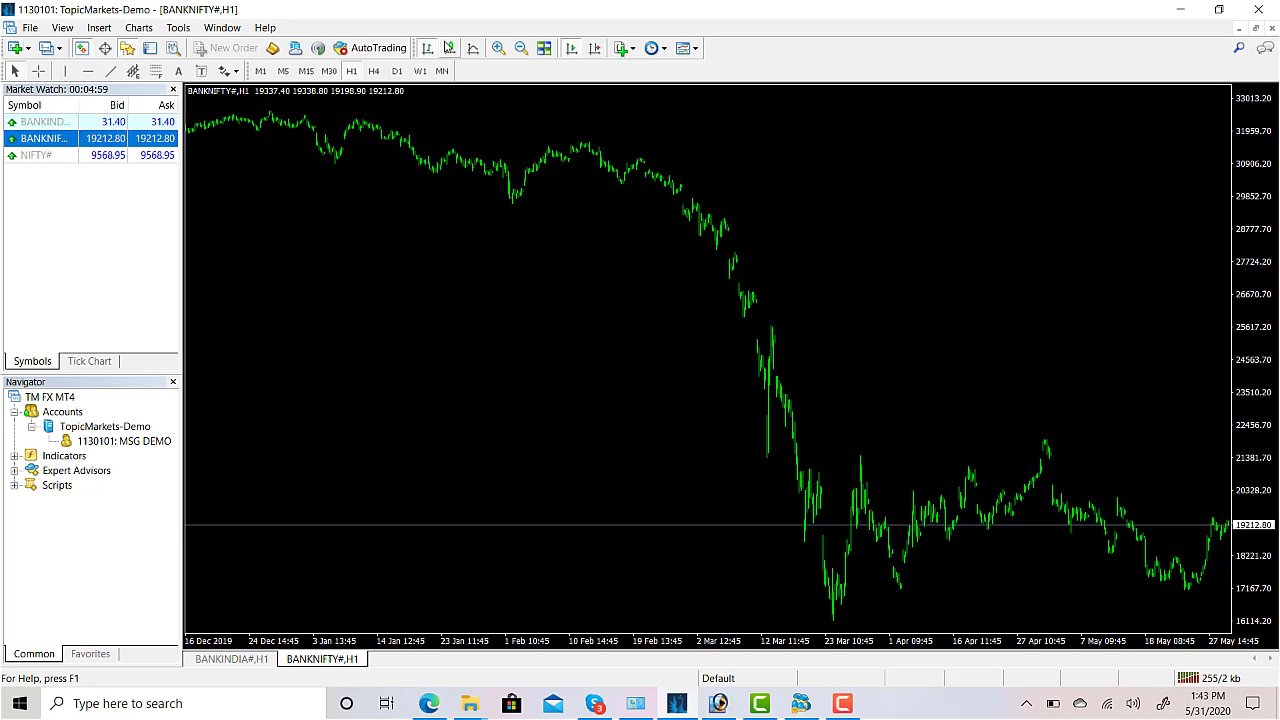 1130101: TopicMarkets-Demo - [BANKNIFTY#,H1]
File View Insert Charts Tools Window Help
New Order AutoTrading
A T M1 M5 M15 M30 H1 H4 D1 W1 MN
Market Watch: 00:04:59
Symbol Bid Ask
BANKIND... 31.40 31.40
BANKNIF... 19212.80 19212.80
NIFTY# 9568.95 9568.95
Symbols Tick Chart
Navigator
TM FX MT4
Accounts
TopicMarkets-Demo
1130101: MSG DEMO
Indicators
Expert Advisors
Scripts
Common Favorites
BANKNIFTY#,H1 19337.40 19338.80 19198.90 19212.80
33013.20
31959.70
30906.20
29852.70
28777.70
27724.20
26670.70
25617.20
24563.70
23510.20
22456.70
21381.70
20328.20
19212.80
18221.20
17167.70
16114.20
16 Dec 2019 24 Dec 14:45 3 Jan 13:45 14 Jan 12:45 23 Jan 11:45 1 Feb 10:45 10 Feb 14:45 19 Feb 13:45 2 Mar 12:45 12 Mar 11:45 23 Mar 10:45 1 Apr 09:45 16 Apr 11:45 27 Apr 10:45 7 May 09:45 18 May 08:45 27 May 14:45
BANKINDIA#,H1 BANKNIFTY#,H1
For Help, press F1 Default 255/2 kb
Type here to search
1:43 PM
5/31/2020